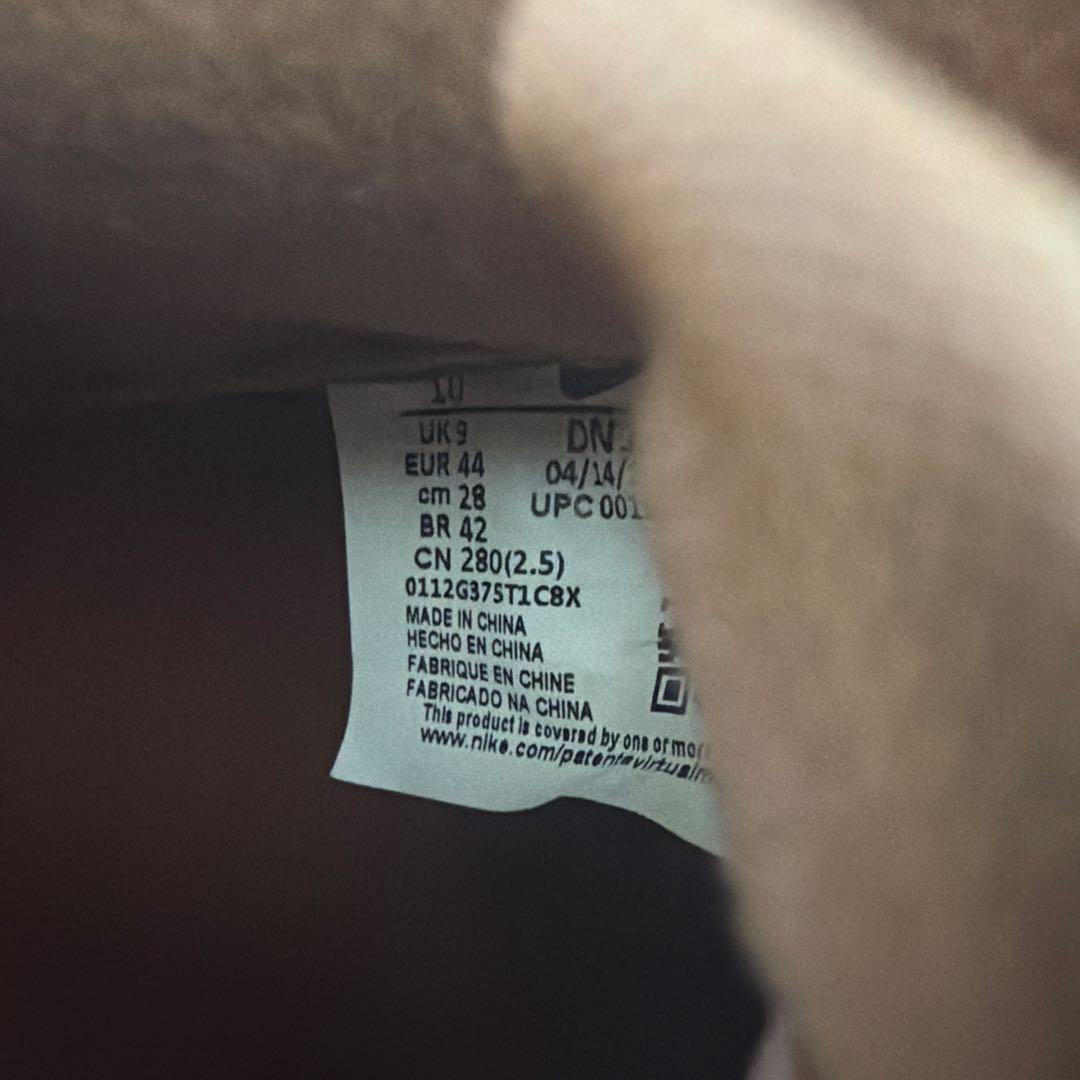 10
UK 9
DN
EUR 44
04/14/
cm 28
UPC 001
BR 42
CN 280(2.5)
0112G375T1C8X
MADE IN CHINA
HECHO EN CHINA
FABRIQUE EN CHINE
FABRICADO NA CHINA
This product is covered by one or mor
www.nike.com/patents